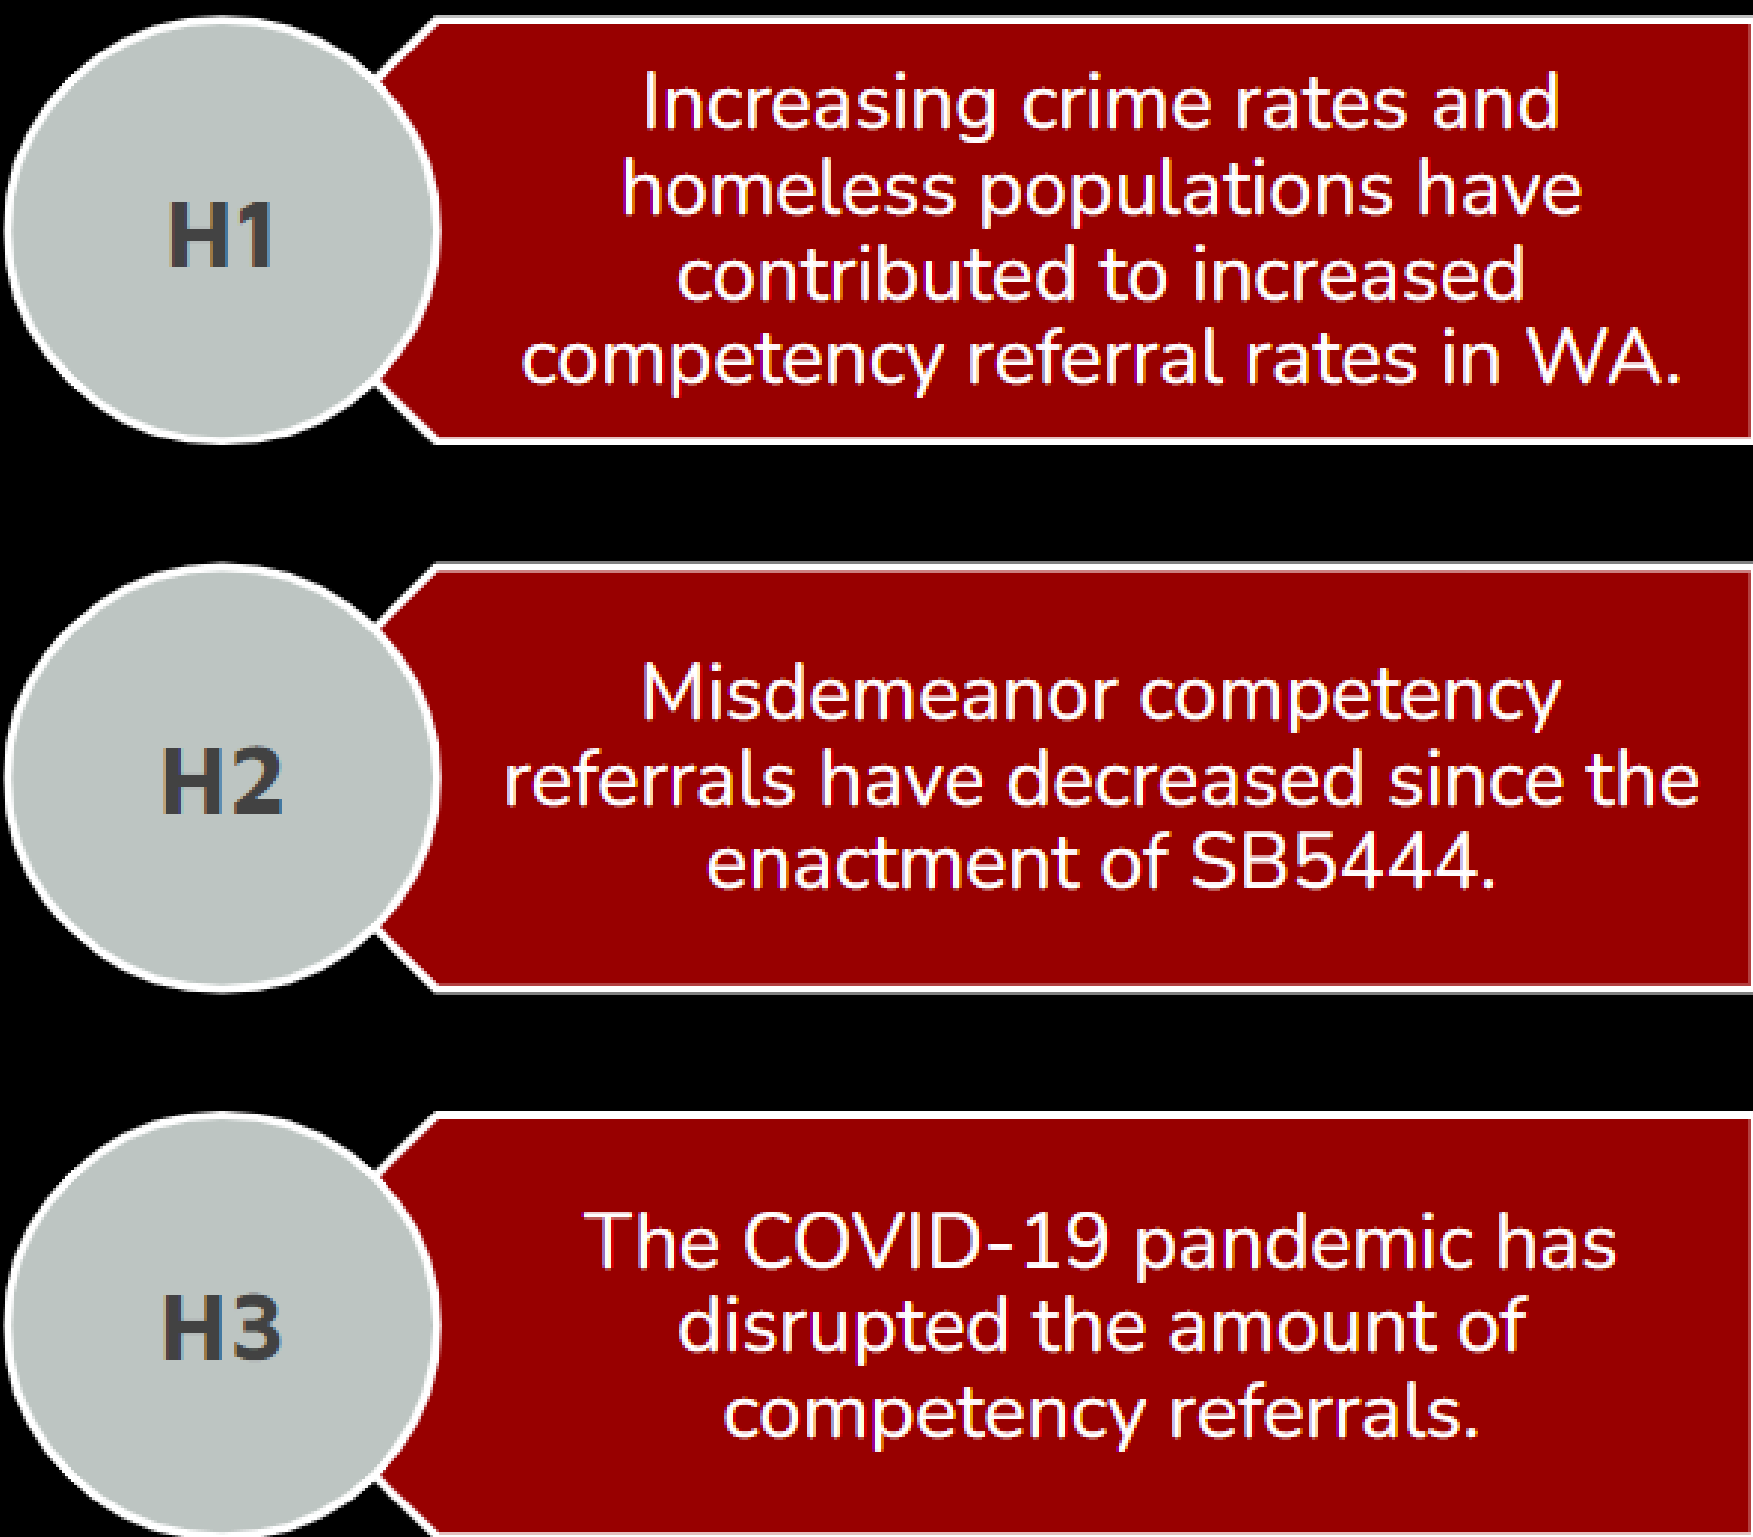 H1
Increasing crime rates and
homeless populations have
contributed to increased
competency referral rates in WA.
H2
Misdemeanor competency
referrals have decreased since the
enactment of SB5444.
H3
The COVID-19 pandemic has
disrupted the amount of
competency referrals.